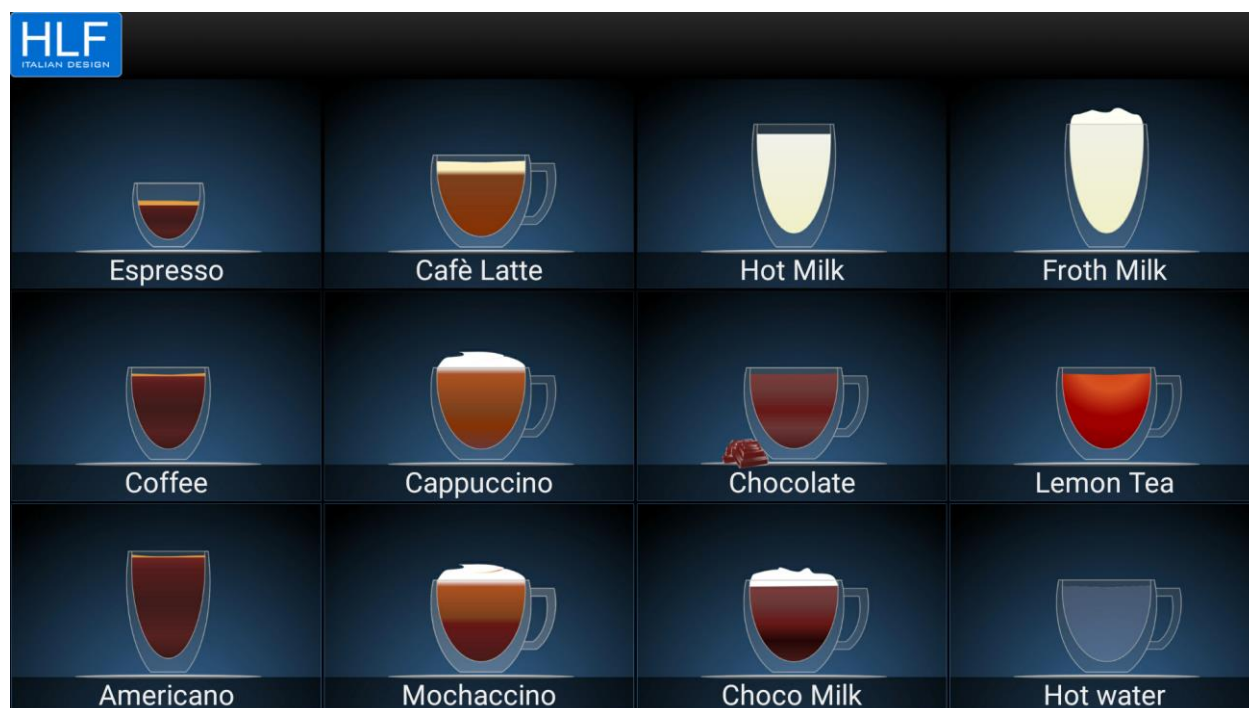 HLF
ITALIAN DESIGN
Espresso
Cafè Latte
Hot Milk
Froth Milk
Coffee
Cappuccino
Chocolate
Lemon Tea
Americano
Mochaccino
Choco Milk
Hot water